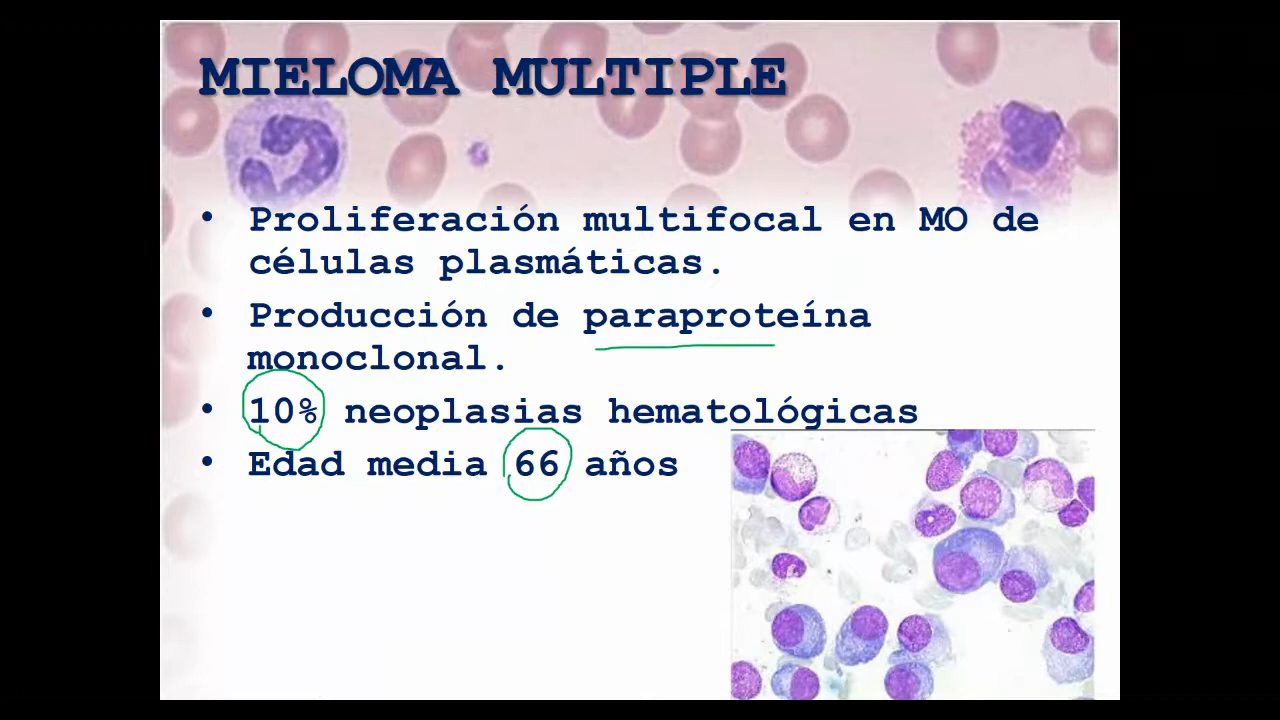 MIELOMA MULTIPLE
• Proliferación multifocal en MO de
células plasmáticas.
• Producción de paraproteína
monoclonal.
• 10% neoplasias hematológicas
• Edad media 66 años